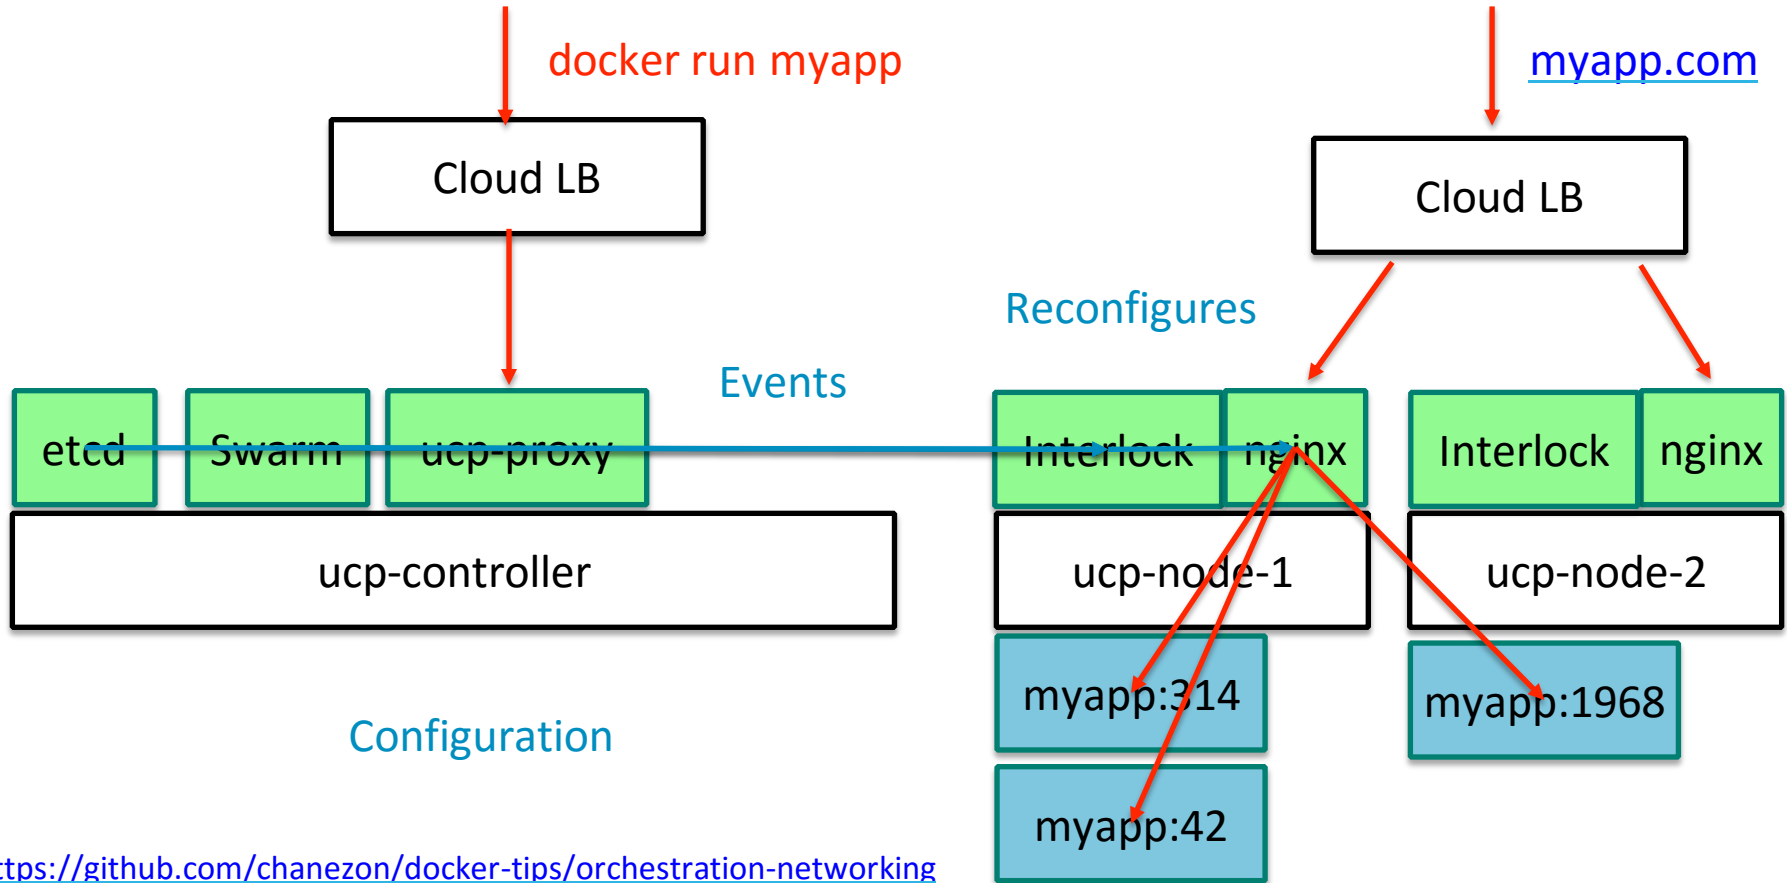 docker run myapp
myapp.com
Cloud LB
Cloud LB
Reconfigures
Events
etcd
Swarm
ucp-proxy
Interlock
nginx
Interlock
nginx
ucp-controller
ucp-node-1
ucp-node-2
myapp:314
myapp:1968
Configuration
myapp:42
ttps://github.com/chanezon/docker-tips/orchestration-networking